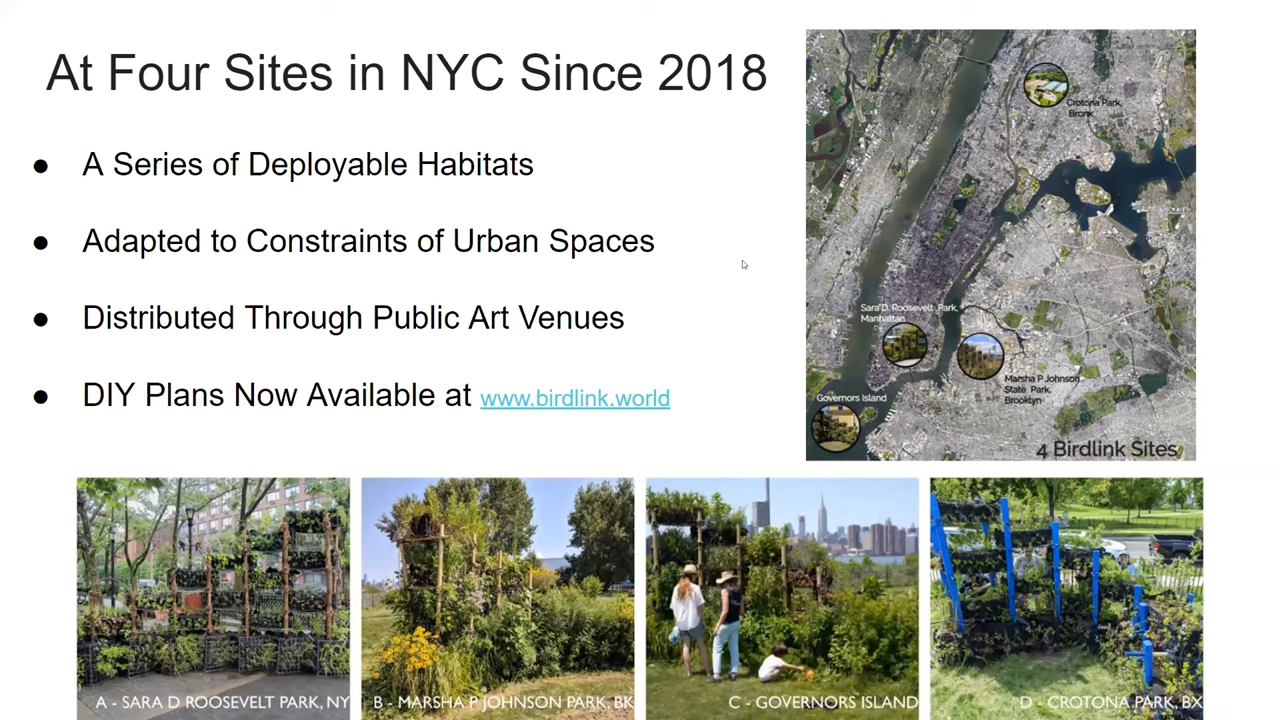 At Four Sites in NYC Since 2018
● A Series of Deployable Habitats
● Adapted to Constraints of Urban Spaces
● Distributed Through Public Art Venues
● DIY Plans Now Available at www.birdlink.world
Crotona Park,
Bronx
Sara D. Roosevelt Park,
Manhattan
Marsha P Johnson
State Park,
Brooklyn
Governors Island
4 Birdlink Sites
A - SARA D ROOSEVELT PARK, NY
B - MARSHA P JOHNSON PARK, BK
C - GOVERNORS ISLAND
D - CROTONA PARK, BX